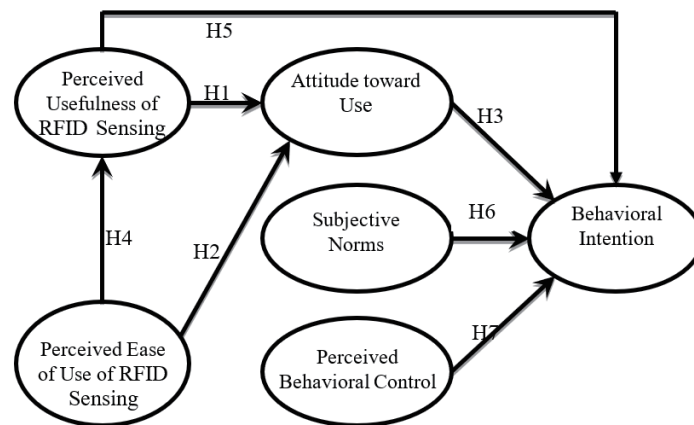 H5
Perceived
Usefulness of
RFID Sensing
H1
Attitude toward
Use
H3
Subjective
Norms
H6
Behavioral
Intention
H4
H2
Perceived Ease
of Use of RFID
Sensing
Perceived
Behavioral Control
H7